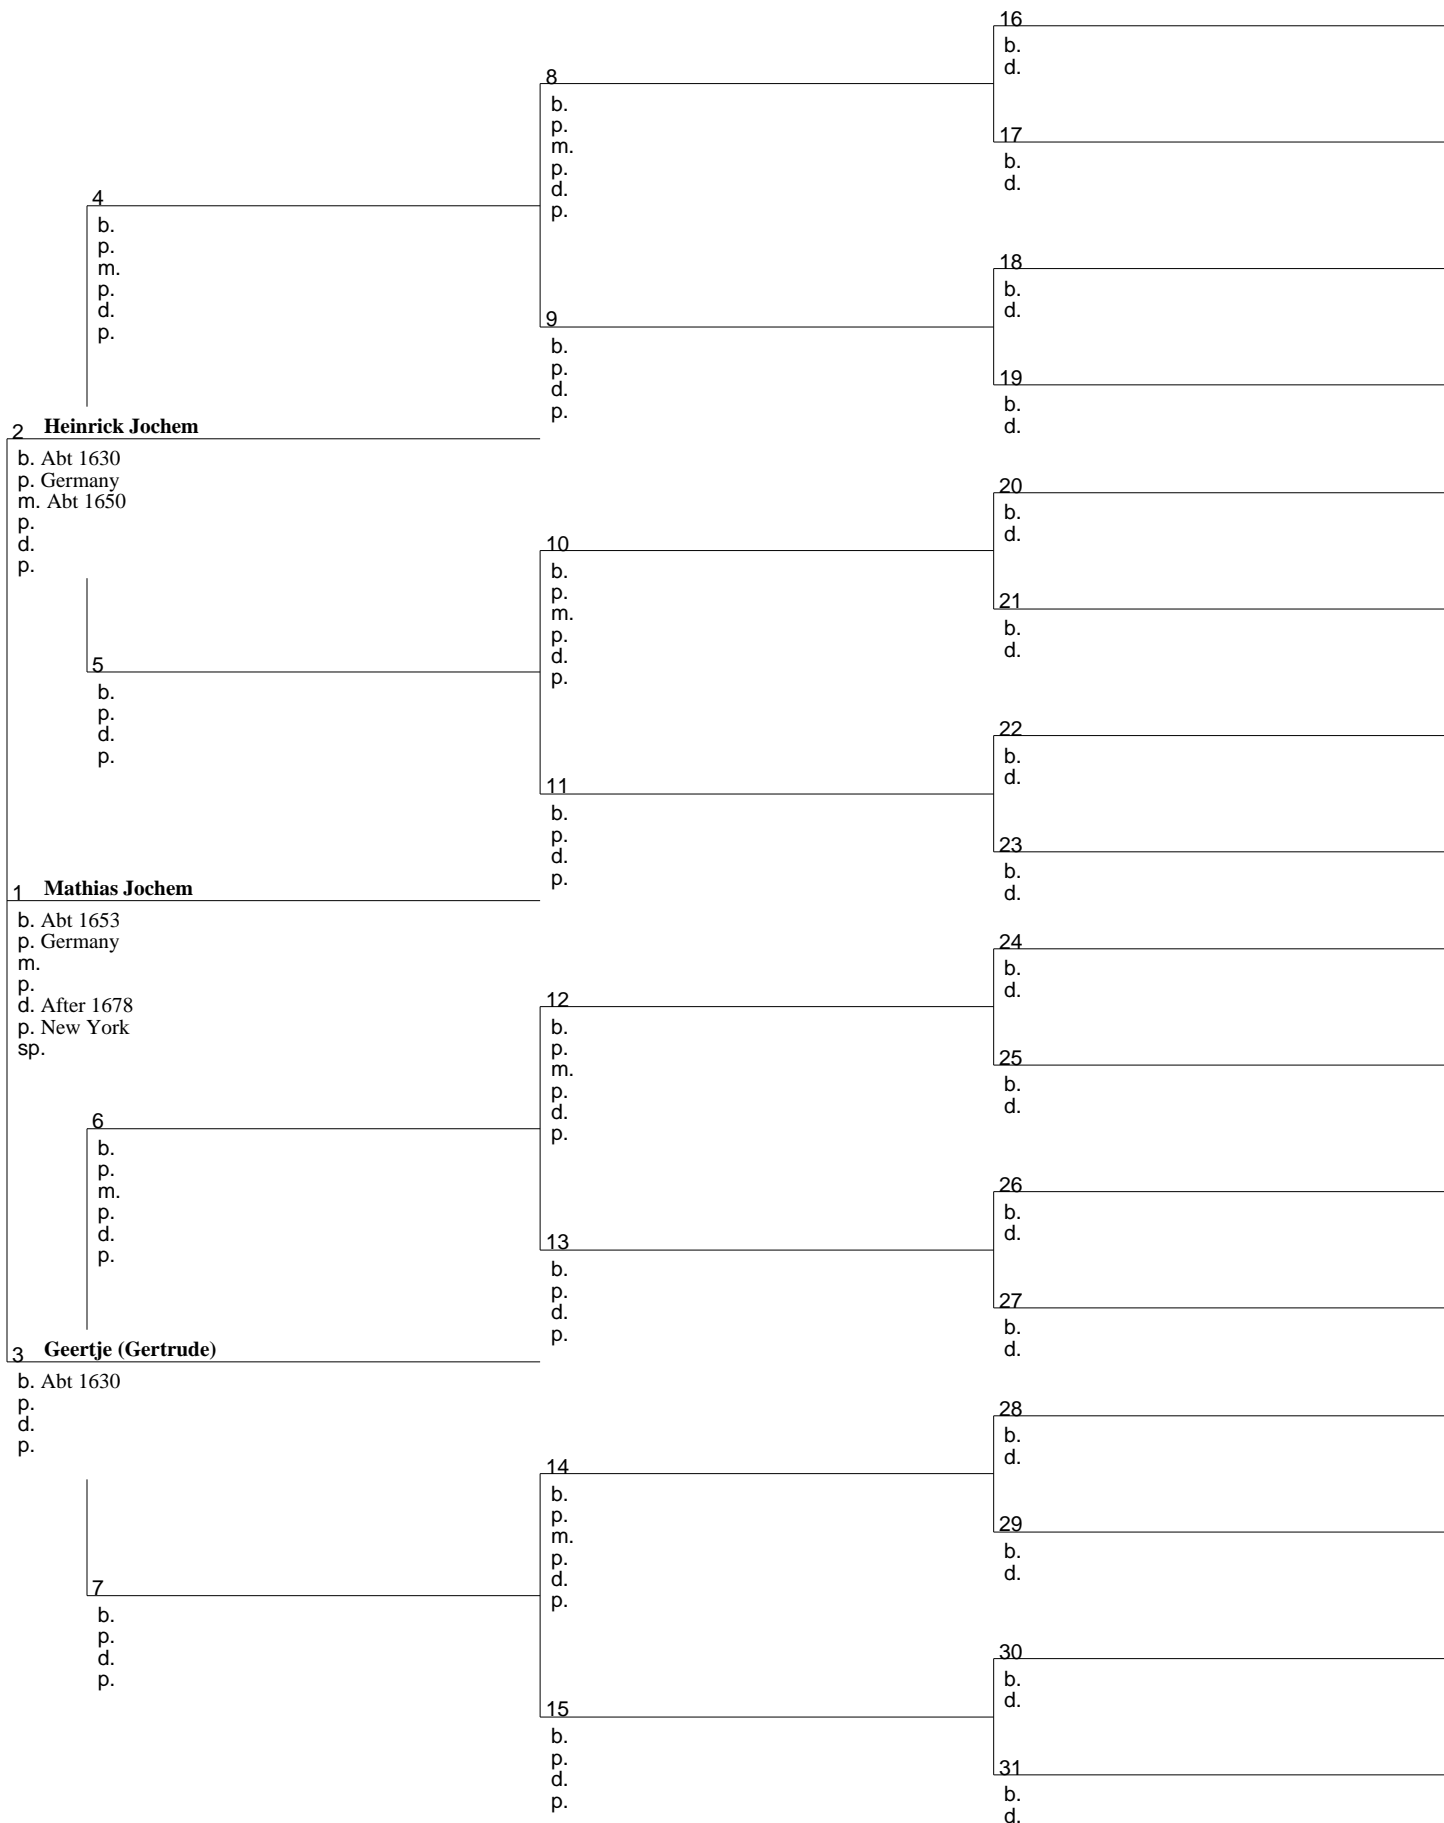 16
b.
d.
8
b.
p.
m.
p.
d.
p.
17
b.
d.
4
b.
p.
m.
p.
d.
p.
18
b.
d.
9
b.
p.
d.
p.
19
b.
d.
2 Heinrick Jochem
b. Abt 1630
p. Germany
m. Abt 1650
p.
d.
p.
20
b.
d.
10
b.
p.
m.
p.
d.
p.
21
b.
d.
5
b.
p.
d.
p.
22
b.
d.
11
b.
p.
d.
p.
23
b.
d.
1 Mathias Jochem
b. Abt 1653
p. Germany
m.
p.
d. After 1678
p. New York
sp.
24
b.
d.
12
b.
p.
m.
p.
d.
p.
25
b.
d.
6
b.
p.
m.
p.
d.
p.
26
b.
d.
13
b.
p.
d.
p.
27
b.
d.
3 Geertje (Gertrude)
b. Abt 1630
p.
d.
p.
28
b.
d.
14
b.
p.
m.
p.
d.
p.
29
b.
d.
7
b.
p.
d.
p.
30
b.
d.
15
b.
p.
d.
p.
31
b.
d.